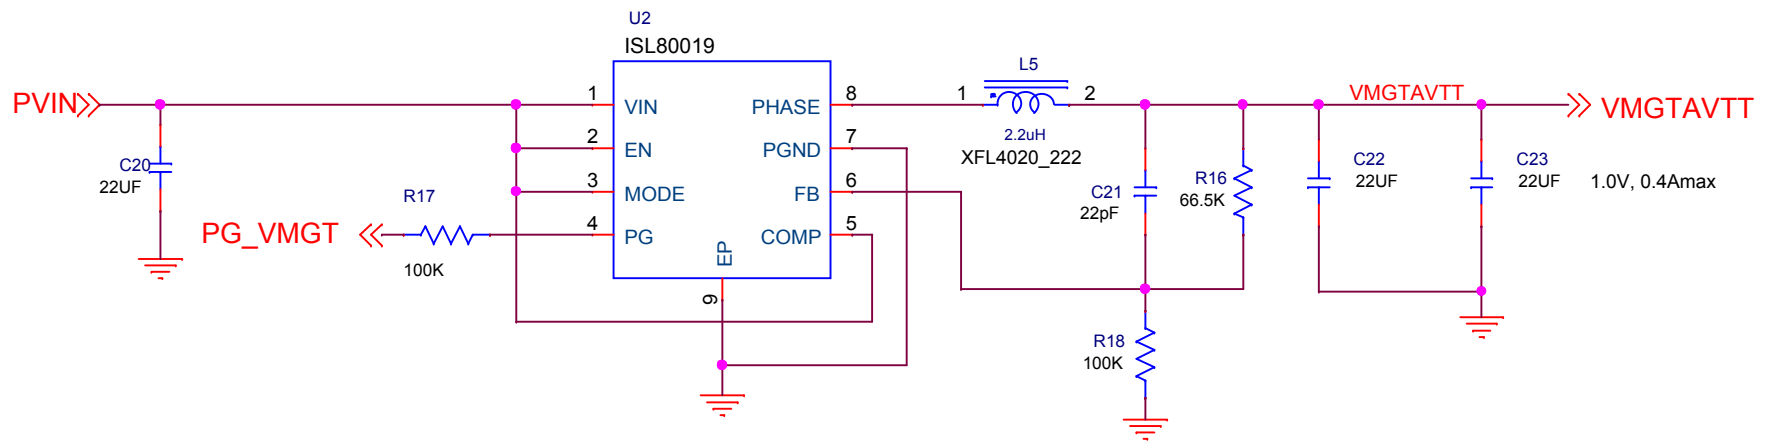 U2
ISL80019
L5
PVIN
1
VIN
PHASE
8
1
2
VMGTAVTT
VMGTAVTT
2
EN
PGND
7
2.2uH
XFL4020_222
C20
22UF
C22
22UF
C23
22UF
1.0V, 0.4Amax
R17
3
MODE
FB
6
C21
22pF
R16
66.5K
PG_VMGT
4
PG
COMP
5
100K
EP
9
R18
100K